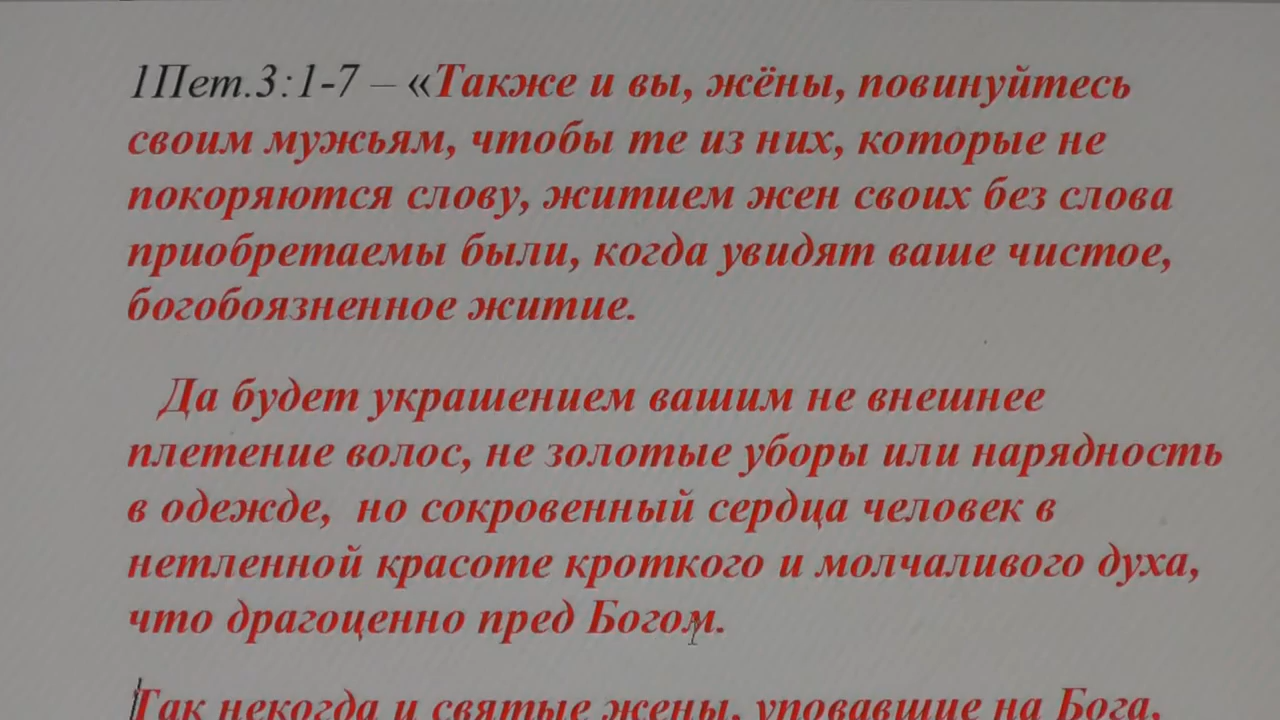 1Пет.3:1-7 – «Также и вы, жёны, повинуйтесь
своим мужьям, чтобы те из них, которые не
покоряются слову, житием жен своих без слова
приобретаемы были, когда увидят ваше чистое,
богобоязненное житие.
Да будет украшением вашим не внешнее
плетение волос, не золотые уборы или нарядность
в одежде, но сокровенный сердца человек в
нетленной красоте кроткого и молчаливого духа,
что драгоценно пред Богом.
Так некогда и святые жены, уповавшие на Бога,